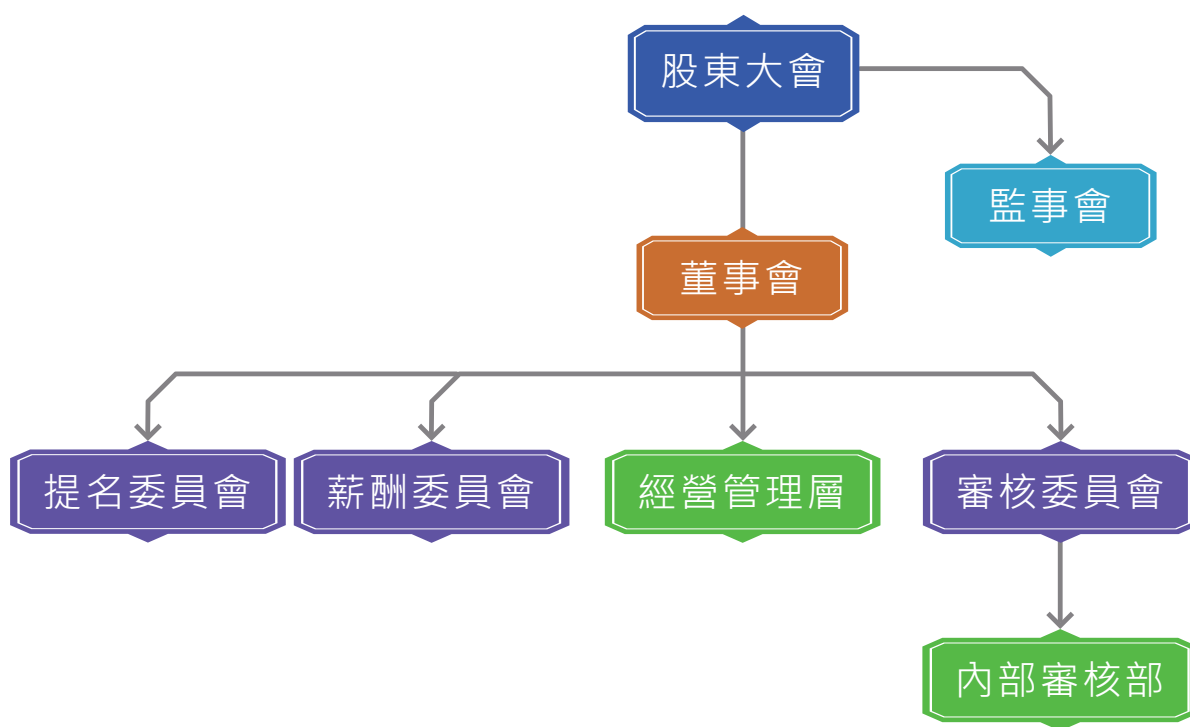 股東大會
監事會
董事會
提名委員會
薪酬委員會
經營管理層
審核委員會
內部審核部